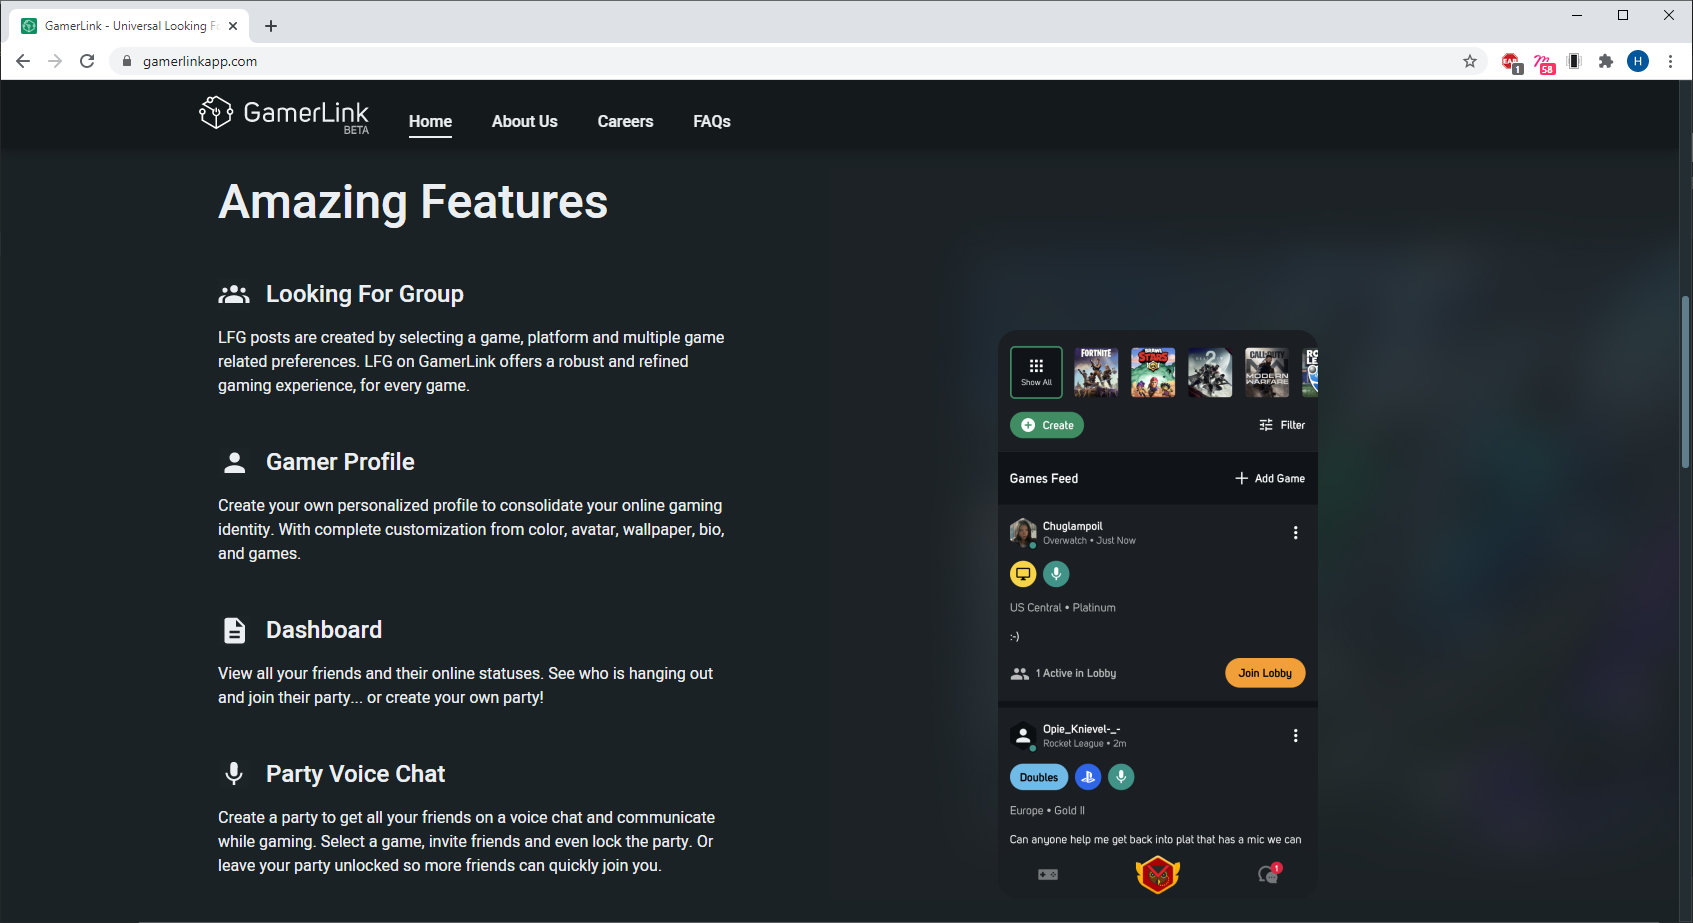 GamerLink - Universal Looking Fo
gamerlinkapp.com
1
58
H
GamerLink
BETA
Home
About Us
Careers
FAQs
Amazing Features
Looking For Group
LFG posts are created by selecting a game, platform and multiple game
related preferences. LFG on GamerLink offers a robust and refined
gaming experience, for every game.
Gamer Profile
Create your own personalized profile to consolidate your online gaming
identity. With complete customization from color, avatar, wallpaper, bio,
and games.
Dashboard
View all your friends and their online statuses. See who is hanging out
and join their party... or create your own party!
Party Voice Chat
Create a party to get all your friends on a voice chat and communicate
while gaming. Select a game, invite friends and even lock the party. Or
leave your party unlocked so more friends can quickly join you.
Show All
FORTNITE
BRAWL
STARS
2
CALL OF DUTY
MODERN
WARFARE
RO
LE
Create
Filter
Games Feed
Add Game
Chuglampoil
Overwatch • Just Now
US Central • Platinum
:-)
1 Active in Lobby
Join Lobby
Opie_Knievel-_-
Rocket League • 2m
Doubles
Europe • Gold II
Can anyone help me get back into plat that has a mic we can
1